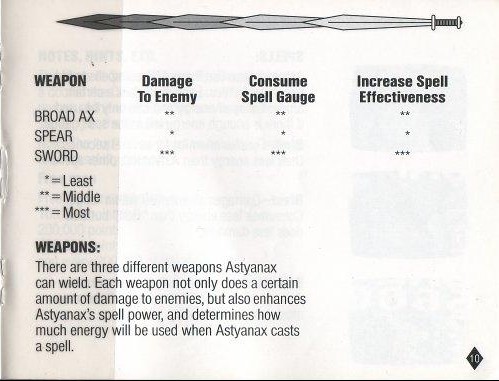 WEAPON Damage To Enemy Consume Spell Gauge Increase Spell Effectiveness
BROAD AX ** ** **
SPEAR * * *
SWORD *** *** ***
* = Least
** = Middle
*** = Most
WEAPONS:
There are three different weapons Astyanax
can wield. Each weapon not only does a certain
amount of damage to enemies, but also enhances
Astyanax's spell power, and determines how
much energy will be used when Astyanax casts
a spell.
10